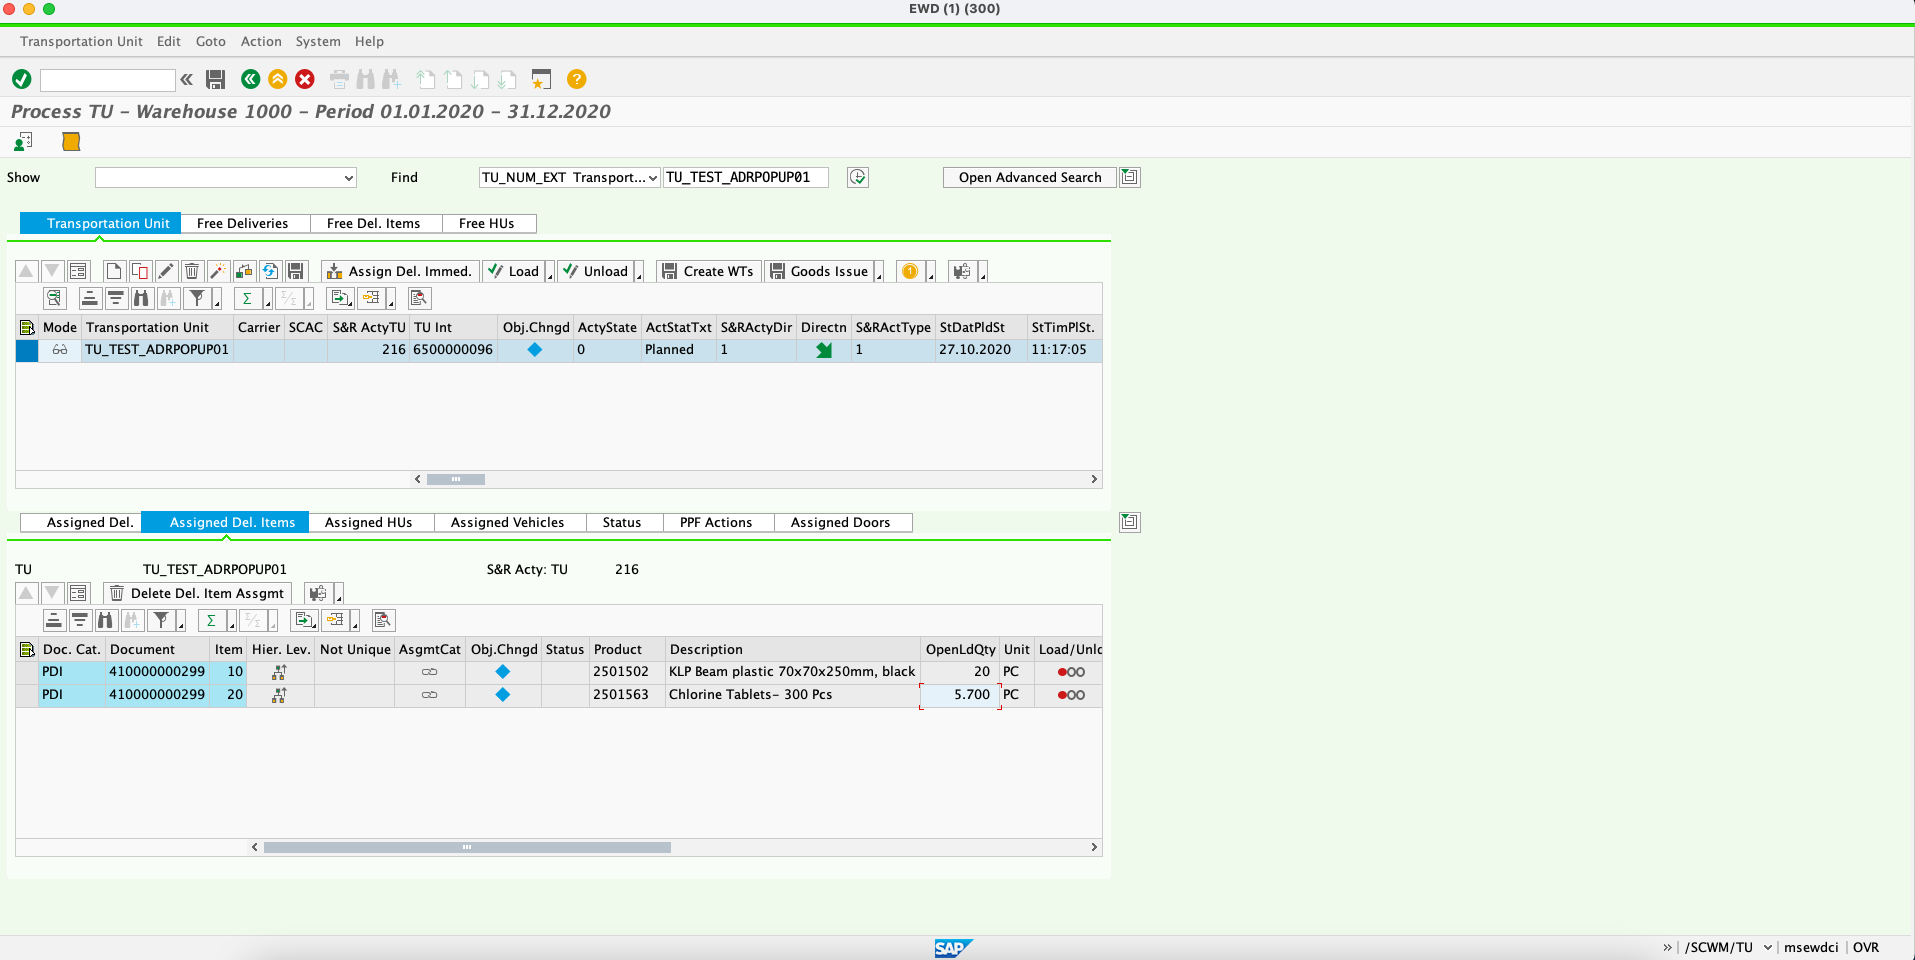 EWD (1) (300)
Transportation Unit Edit Goto Action System Help
Process TU - Warehouse 1000 - Period 01.01.2020 - 31.12.2020
Show Find TU_NUM_EXT Transport... TU_TEST_ADRPOPUP01 Open Advanced Search
Transportation Unit Free Deliveries Free Del. Items Free HUs
Assign Del. Immed. Load Unload Create WTs Goods Issue
Mode Transportation Unit Carrier SCAC S&R ActyTU TU Int Obj.Chngd ActyState ActStatTxt S&RActyDir Directn S&RActType StDatPldSt StTimPlSt.
TU_TEST_ADRPOPUP01 216 6500000096 0 Planned 1 1 27.10.2020 11:17:05
Assigned Del. Assigned Del. Items Assigned HUs Assigned Vehicles Status PPF Actions Assigned Doors
TU TU_TEST_ADRPOPUP01 S&R Acty: TU 216
Delete Del. Item Assgmt
Doc. Cat. Document Item Hier. Lev. Not Unique AsgmtCat Obj.Chngd Status Product Description OpenLdQty Unit Load/Unlc
PDI 410000000299 10 2501502 KLP Beam plastic 70x70x250mm, black 20 PC
PDI 410000000299 20 2501563 Chlorine Tablets- 300 Pcs 5.700 PC
SAP /SCWM/TU msewdci OVR